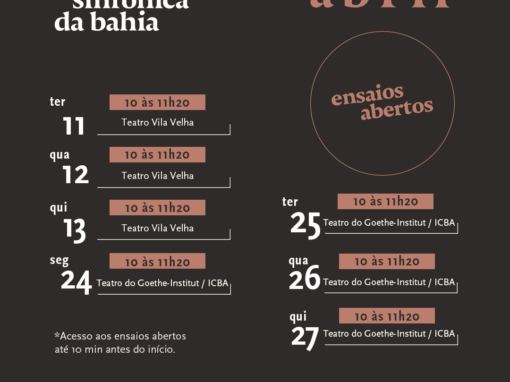 sinfônica
da bahia
abril
ensaios
abertos
ter
11
10 às 11h20
Teatro Vila Velha
qua
12
10 às 11h20
Teatro Vila Velha
qui
13
10 às 11h20
Teatro Vila Velha
seg
24
10 às 11h20
Teatro do Goethe-Institut / ICBA
ter
25
10 às 11h20
Teatro do Goethe-Institut / ICBA
qua
26
10 às 11h20
Teatro do Goethe-Institut / ICBA
qui
27
10 às 11h20
Teatro do Goethe-Institut / ICBA
*Acesso aos ensaios abertos
até 10 min antes do início.